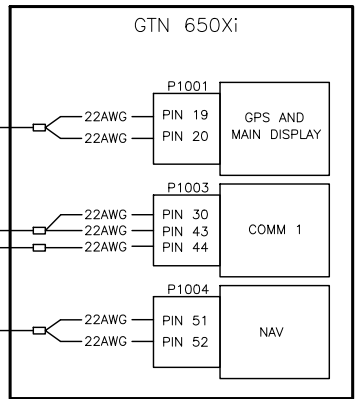 GTN 650Xi
P1001
22AWG PIN 19
22AWG PIN 20
GPS AND
MAIN DISPLAY
P1003
22AWG PIN 30
22AWG PIN 43
22AWG PIN 44
COMM 1
P1004
22AWG PIN 51
22AWG PIN 52
NAV